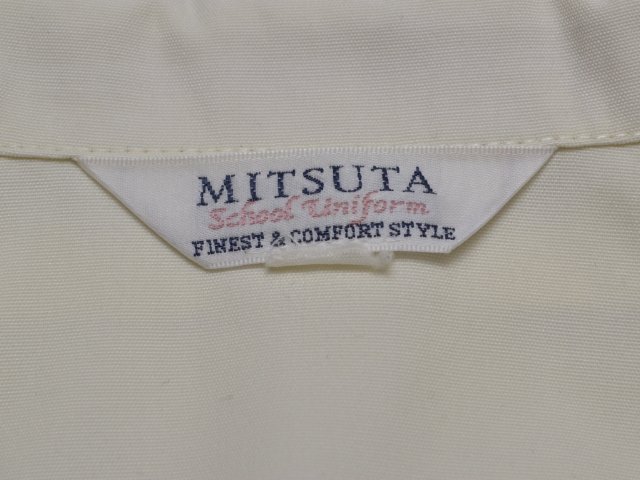 MITSUTA
School Uniform
FINEST & COMFORT STYLE